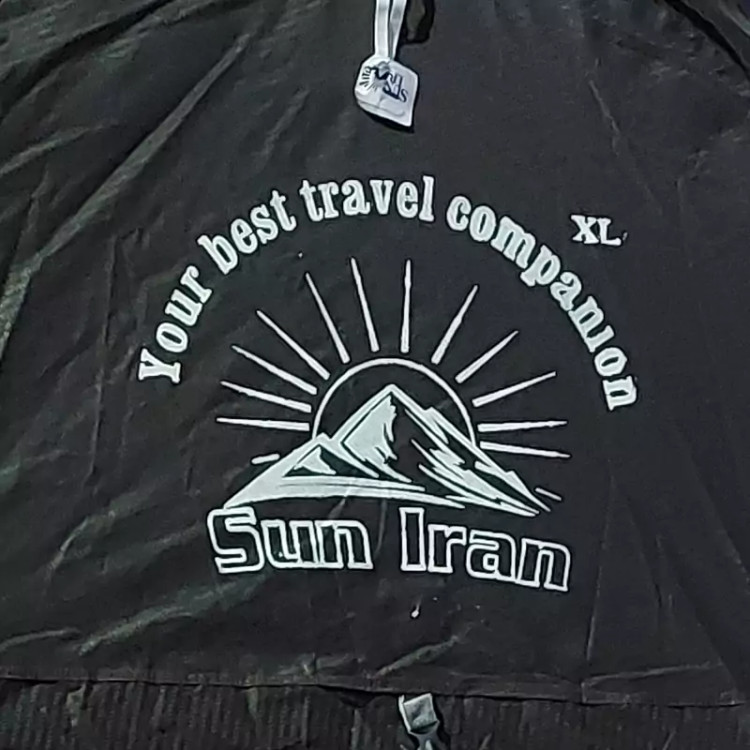 Your best travel companion
XL
Sun Iran